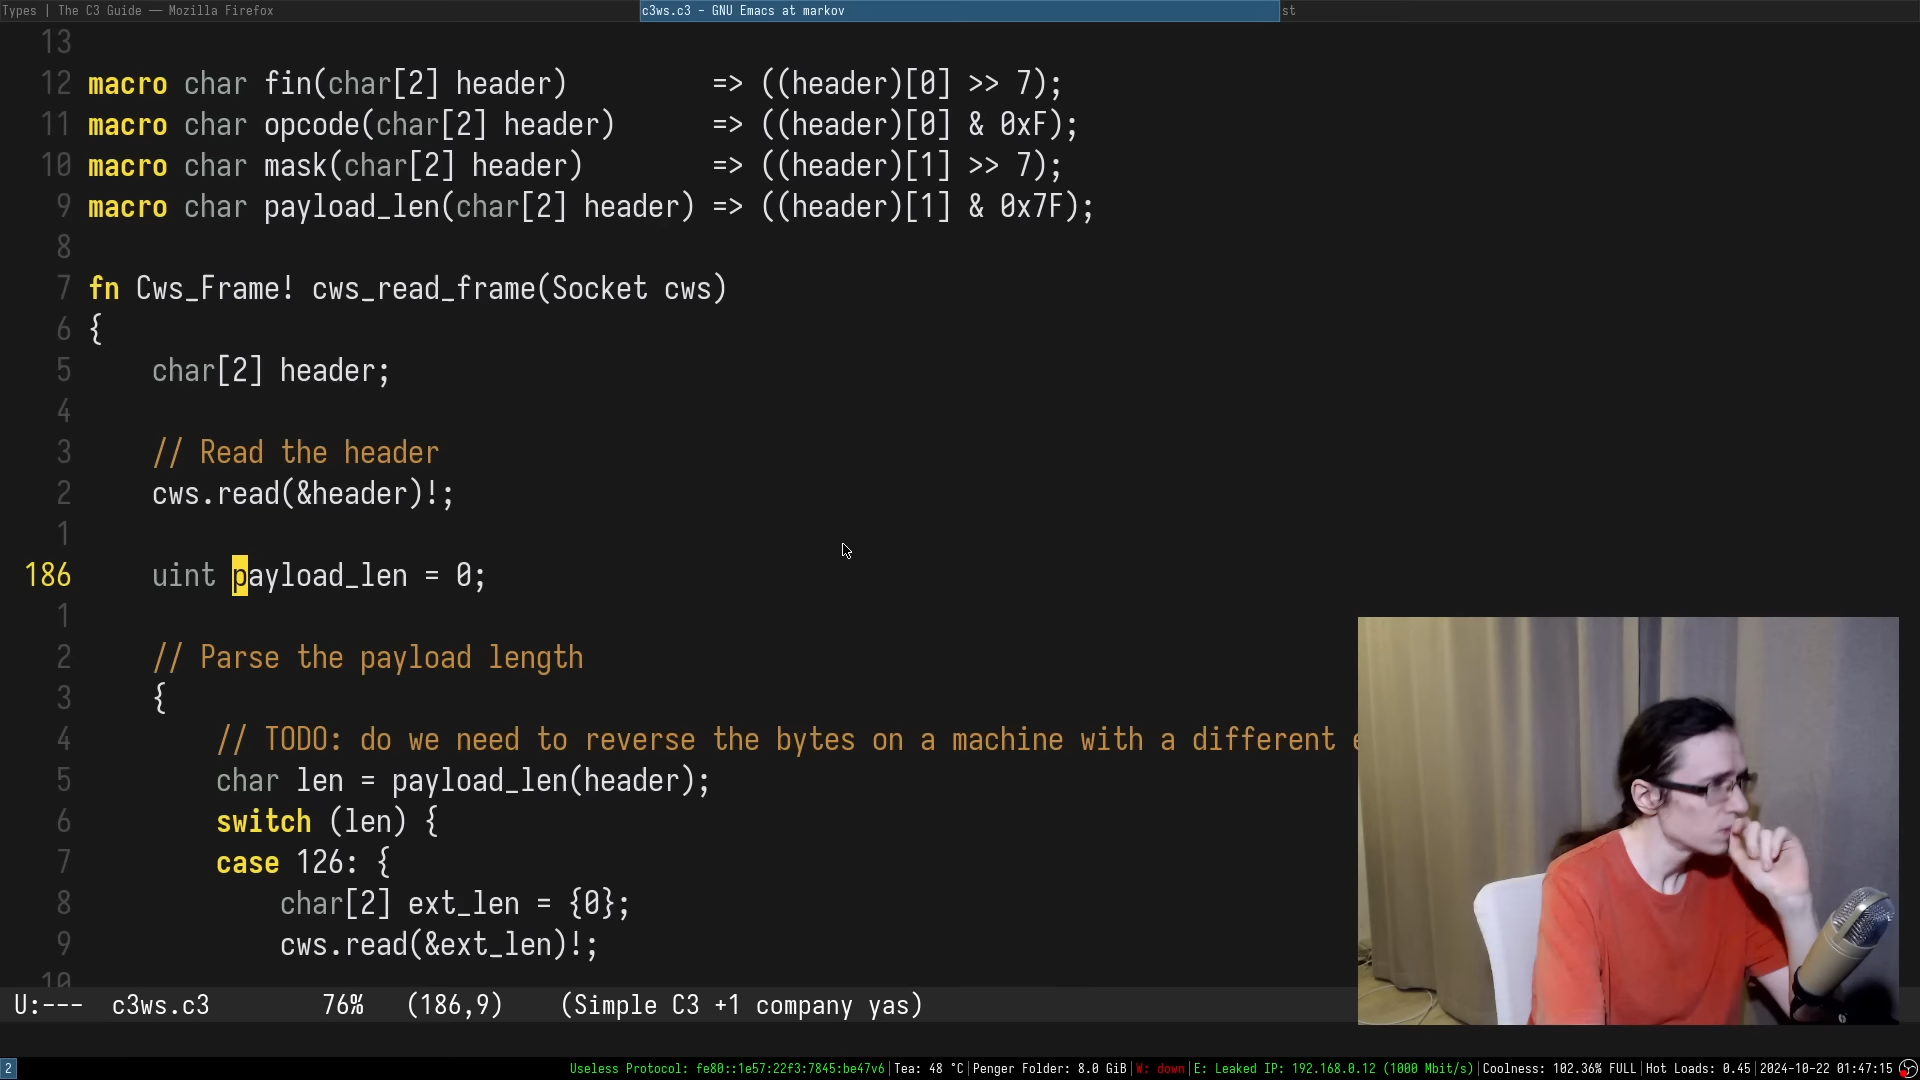 Types | The C3 Guide — Mozilla Firefox
c3ws.c3 - GNU Emacs at markov
st
13
12 macro char fin(char[2] header)         => ((header)[0] >> 7);
11 macro char opcode(char[2] header)      => ((header)[0] & 0xF);
10 macro char mask(char[2] header)        => ((header)[1] >> 7);
9 macro char payload_len(char[2] header) => ((header)[1] & 0x7F);
8
7 fn Cws_Frame! cws_read_frame(Socket cws)
6 {
5     char[2] header;
4
3     // Read the header
2     cws.read(&header)!;
1
186     uint payload_len = 0;
1
2     // Parse the payload length
3     {
4         // TODO: do we need to reverse the bytes on a machine with a different
5         char len = payload_len(header);
6         switch (len) {
7         case 126: {
8             char[2] ext_len = {0};
9             cws.read(&ext_len)!;
10
U:---  c3ws.c3       76%   (186,9)    (Simple C3 +1 company yas)
2
Useless Protocol: fe80::1e57:22f3:7845:be47v6|Tea: 48 °C|Penger Folder: 8.0 GiB|W: down|E: Leaked IP: 192.168.0.12 (1000 Mbit/s)|Coolness: 102.36% FULL|Hot Loads: 0.45|2024-10-22 01:47:15